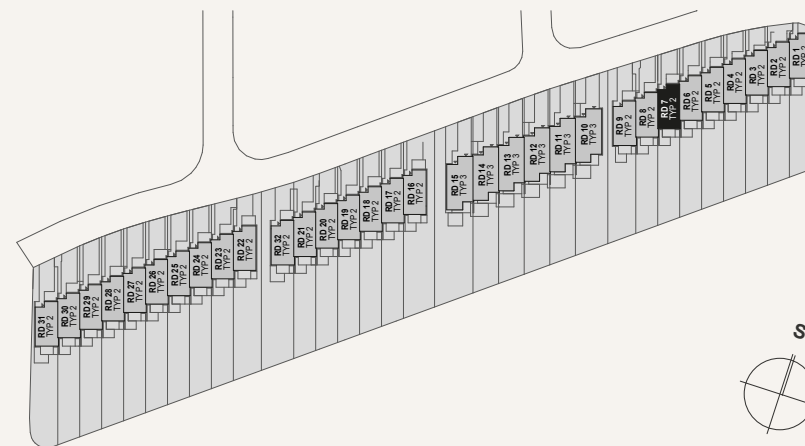 RD 31
TYP 2
RD 30
TYP 2
RD 29
TYP 2
RD 28
TYP 2
RD 27
TYP 2
RD 26
TYP 2
RD 25
TYP 2
RD 24
TYP 2
RD 23
TYP 2
RD 22
TYP 2
RD 32
TYP 2
RD 21
TYP 2
RD 20
TYP 2
RD 19
TYP 2
RD 18
TYP 2
RD 17
TYP 2
RD 16
TYP 2
RD 15
TYP 3
RD 14
TYP 3
RD 13
TYP 3
RD 12
TYP 3
RD 11
TYP 3
RD 10
TYP 3
RD 9
TYP 2
RD 8
TYP 2
RD 7
TYP 2
RD 6
TYP 2
RD 5
TYP 2
RD 4
TYP 2
RD 3
TYP 2
RD 2
TYP 2
RD 1
S